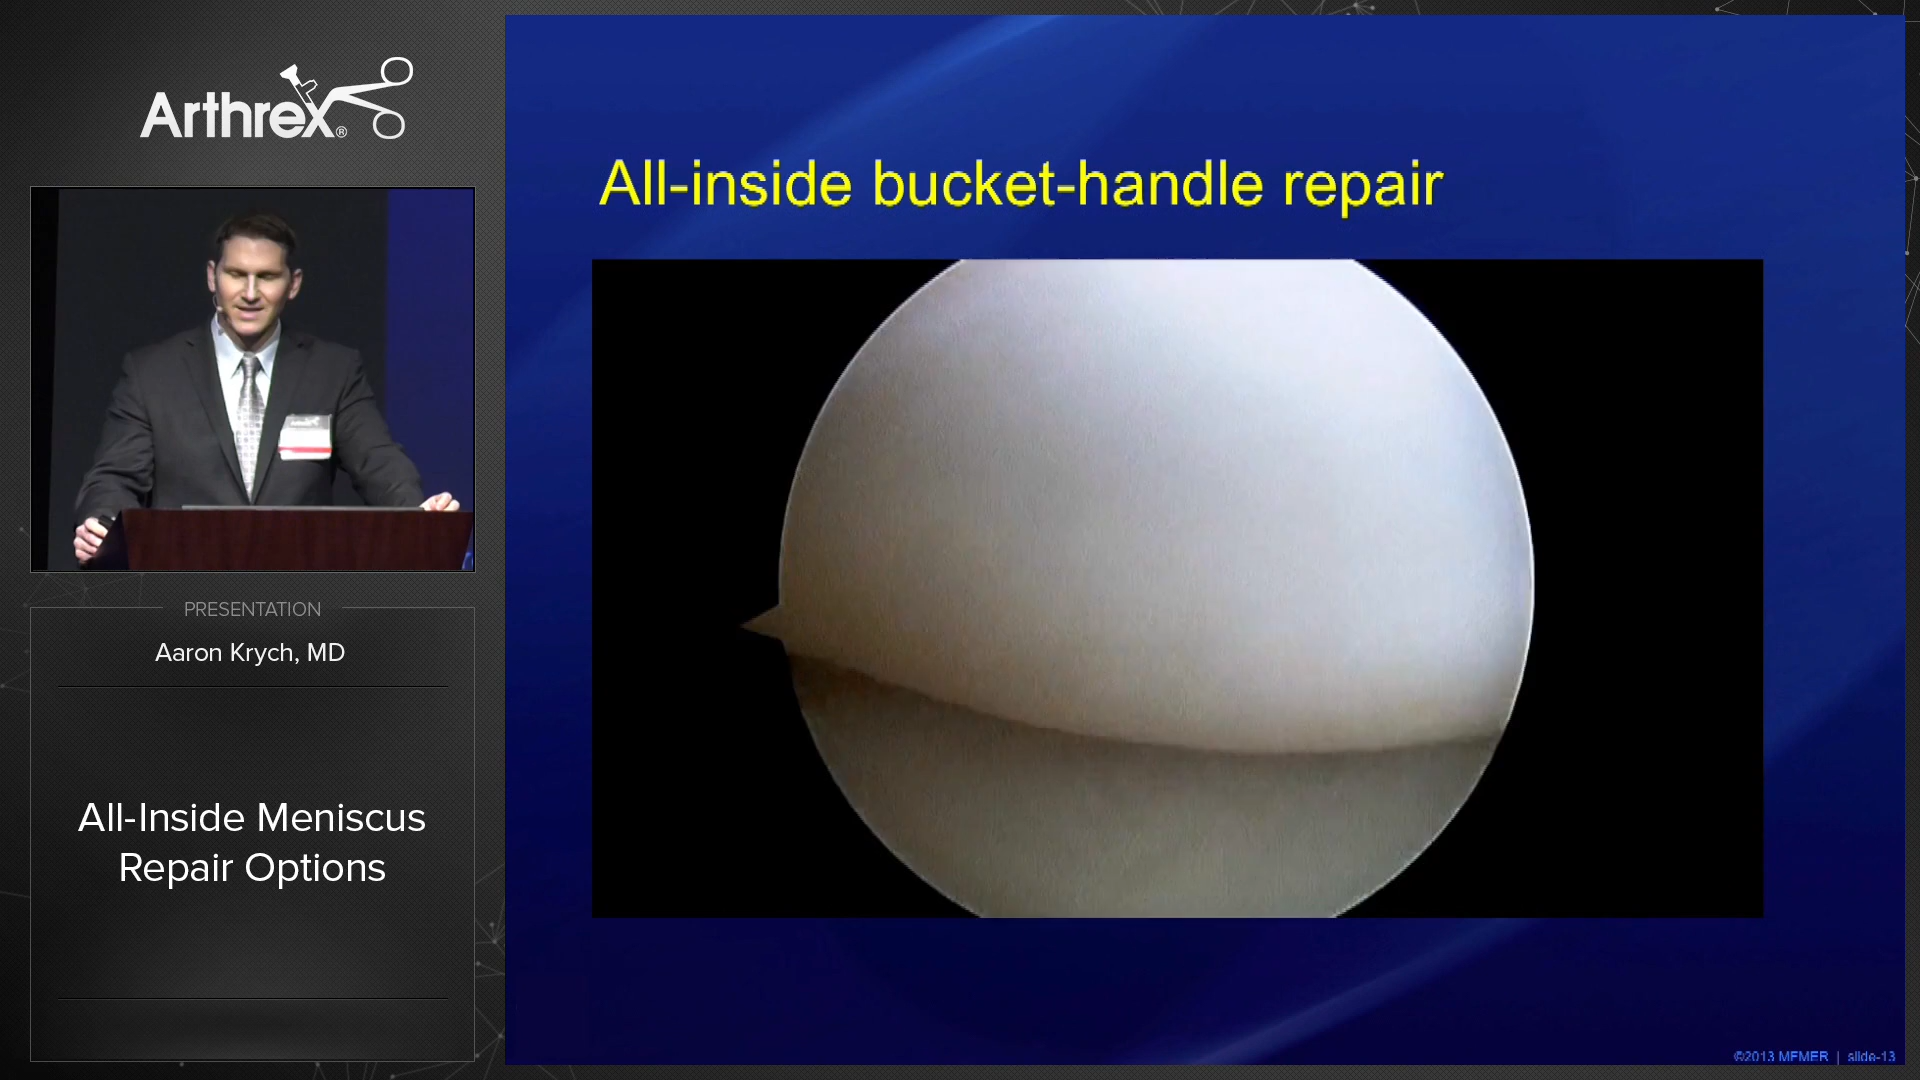 Arthrex®
PRESENTATION
Aaron Krych, MD
All-Inside Meniscus
Repair Options
All-inside bucket-handle repair
©2013 MFMER | slide-13